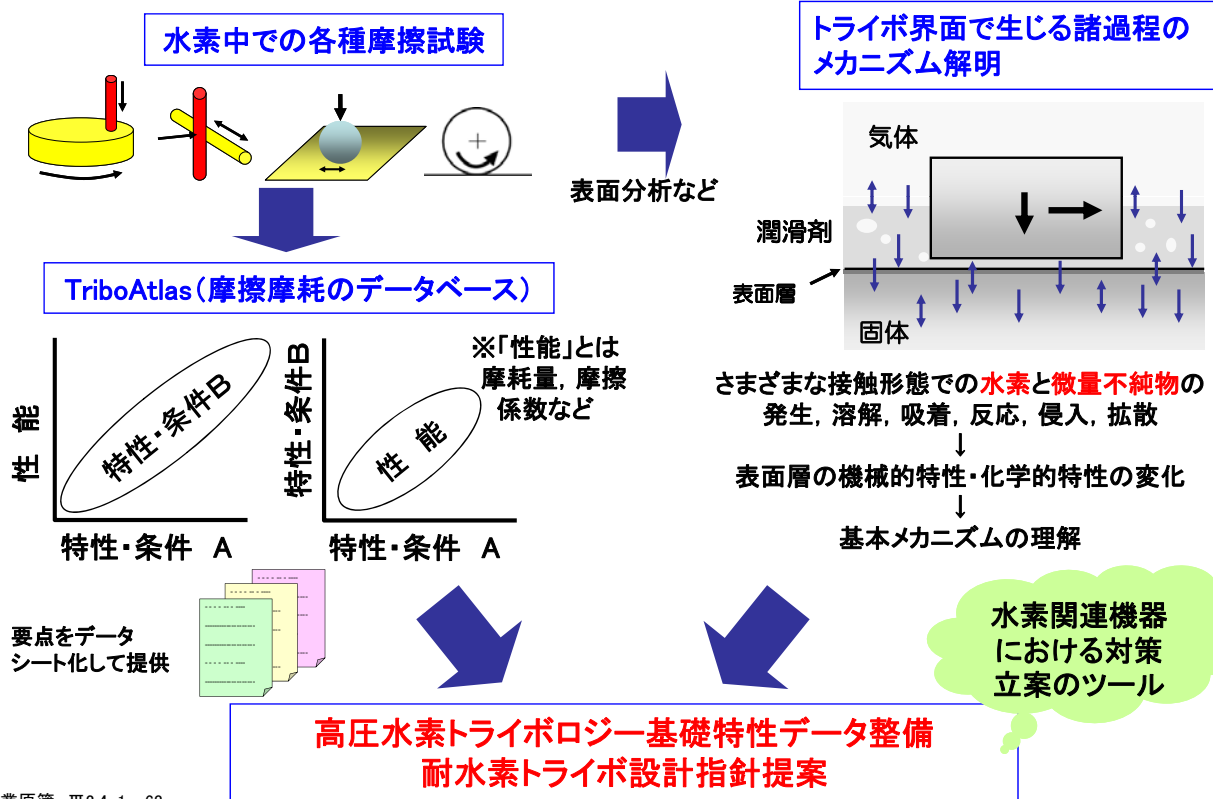 水素中での各種摩擦試験
トライボ界面で生じる諸過程の
メカニズム解明
表面分析など
気体
潤滑剤
表面層
固体
TriboAtlas（摩擦摩耗のデータベース）
※「性能」とは
摩耗量，摩擦
係数など
性 能
特性・条件B
特性・条件 A
特性・条件B
性 能
特性・条件 A
さまざまな接触形態での水素と微量不純物の
発生，溶解，吸着，反応，侵入，拡散
↓
表面層の機械的特性・化学的特性の変化
↓
基本メカニズムの理解
要点をデータ
シート化して提供
水素関連機器
における対策
立案のツール
高圧水素トライボロジー基礎特性データ整備
耐水素トライボ設計指針提案